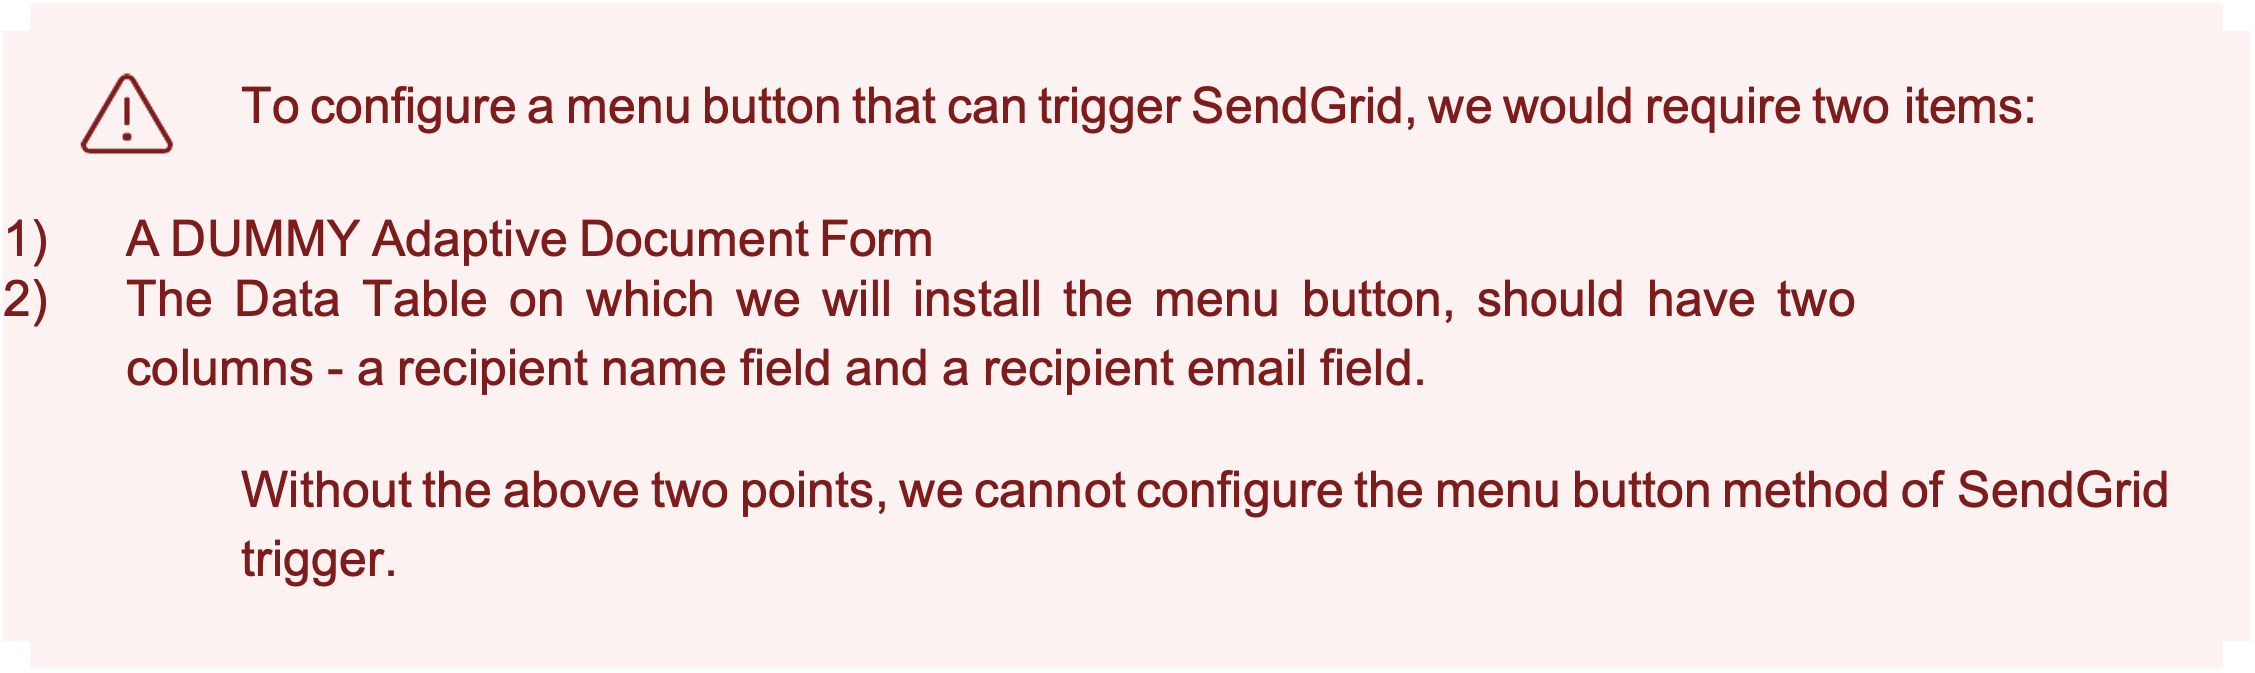 To configure a menu button that can trigger SendGrid, we would require two items:
1) A DUMMY Adaptive Document Form
2) The Data Table on which we will install the menu button, should have two
columns - a recipient name field and a recipient email field.
Without the above two points, we cannot configure the menu button method of SendGrid
trigger.